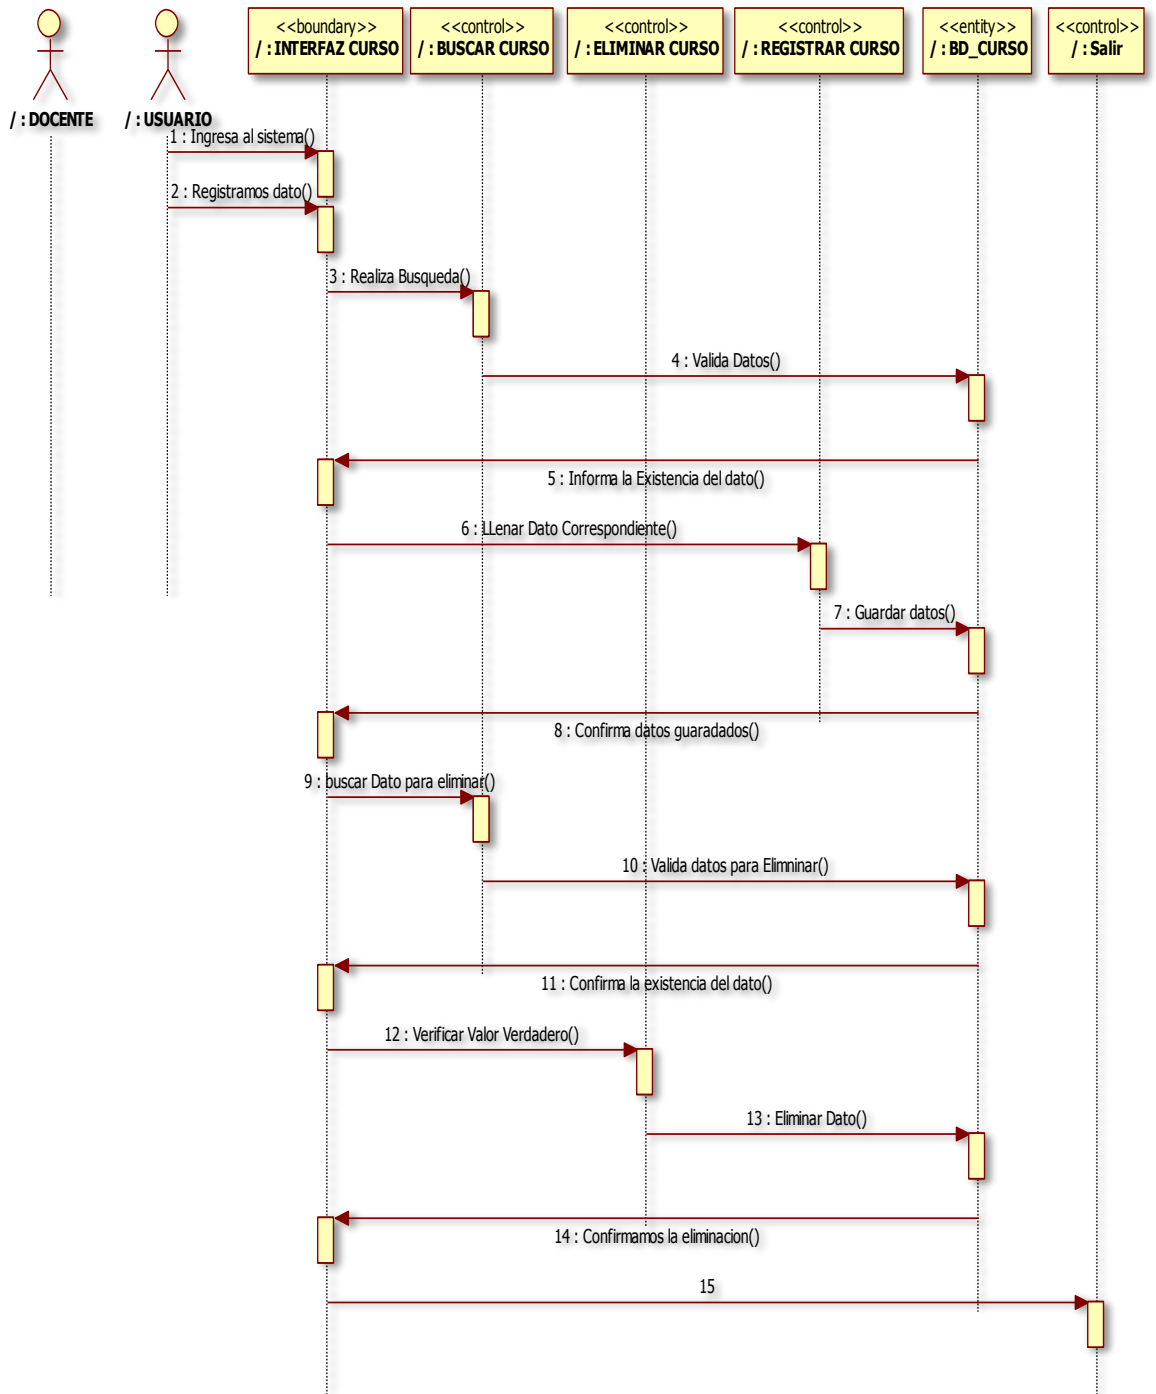 <<boundary>>
/ : INTERFAZ CURSO
<<control>>
/ : BUSCAR CURSO
<<control>>
/ : ELIMINAR CURSO
<<control>>
/ : REGISTRAR CURSO
<<entity>>
/ : BD_CURSO
<<control>>
/ : Salir
/ : DOCENTE
/ : USUARIO
1 : Ingresa al sistema()
2 : Registramos dato()
3 : Realiza Busqueda()
4 : Valida Datos()
5 : Informa la Existencia del dato()
6 : LLenar Dato Correspondiente()
7 : Guardar datos()
8 : Confirma datos guaradados()
9 : buscar Dato para eliminar()
10 : Valida datos para Elimninar()
11 : Confirma la existencia del dato()
12 : Verificar Valor Verdadero()
13 : Eliminar Dato()
14 : Confirmamos la eliminacion()
15